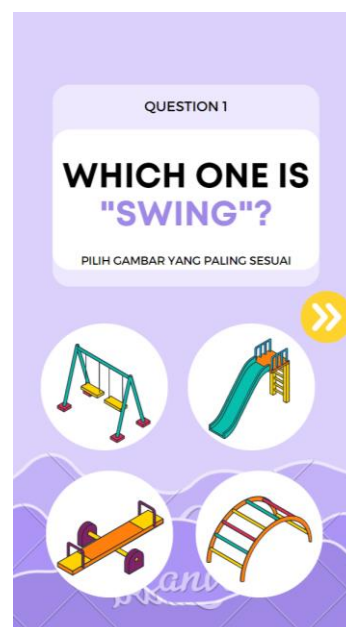 QUESTION 1
WHICH ONE IS
"SWING"?
PILIH GAMBAR YANG PALING SESUAI